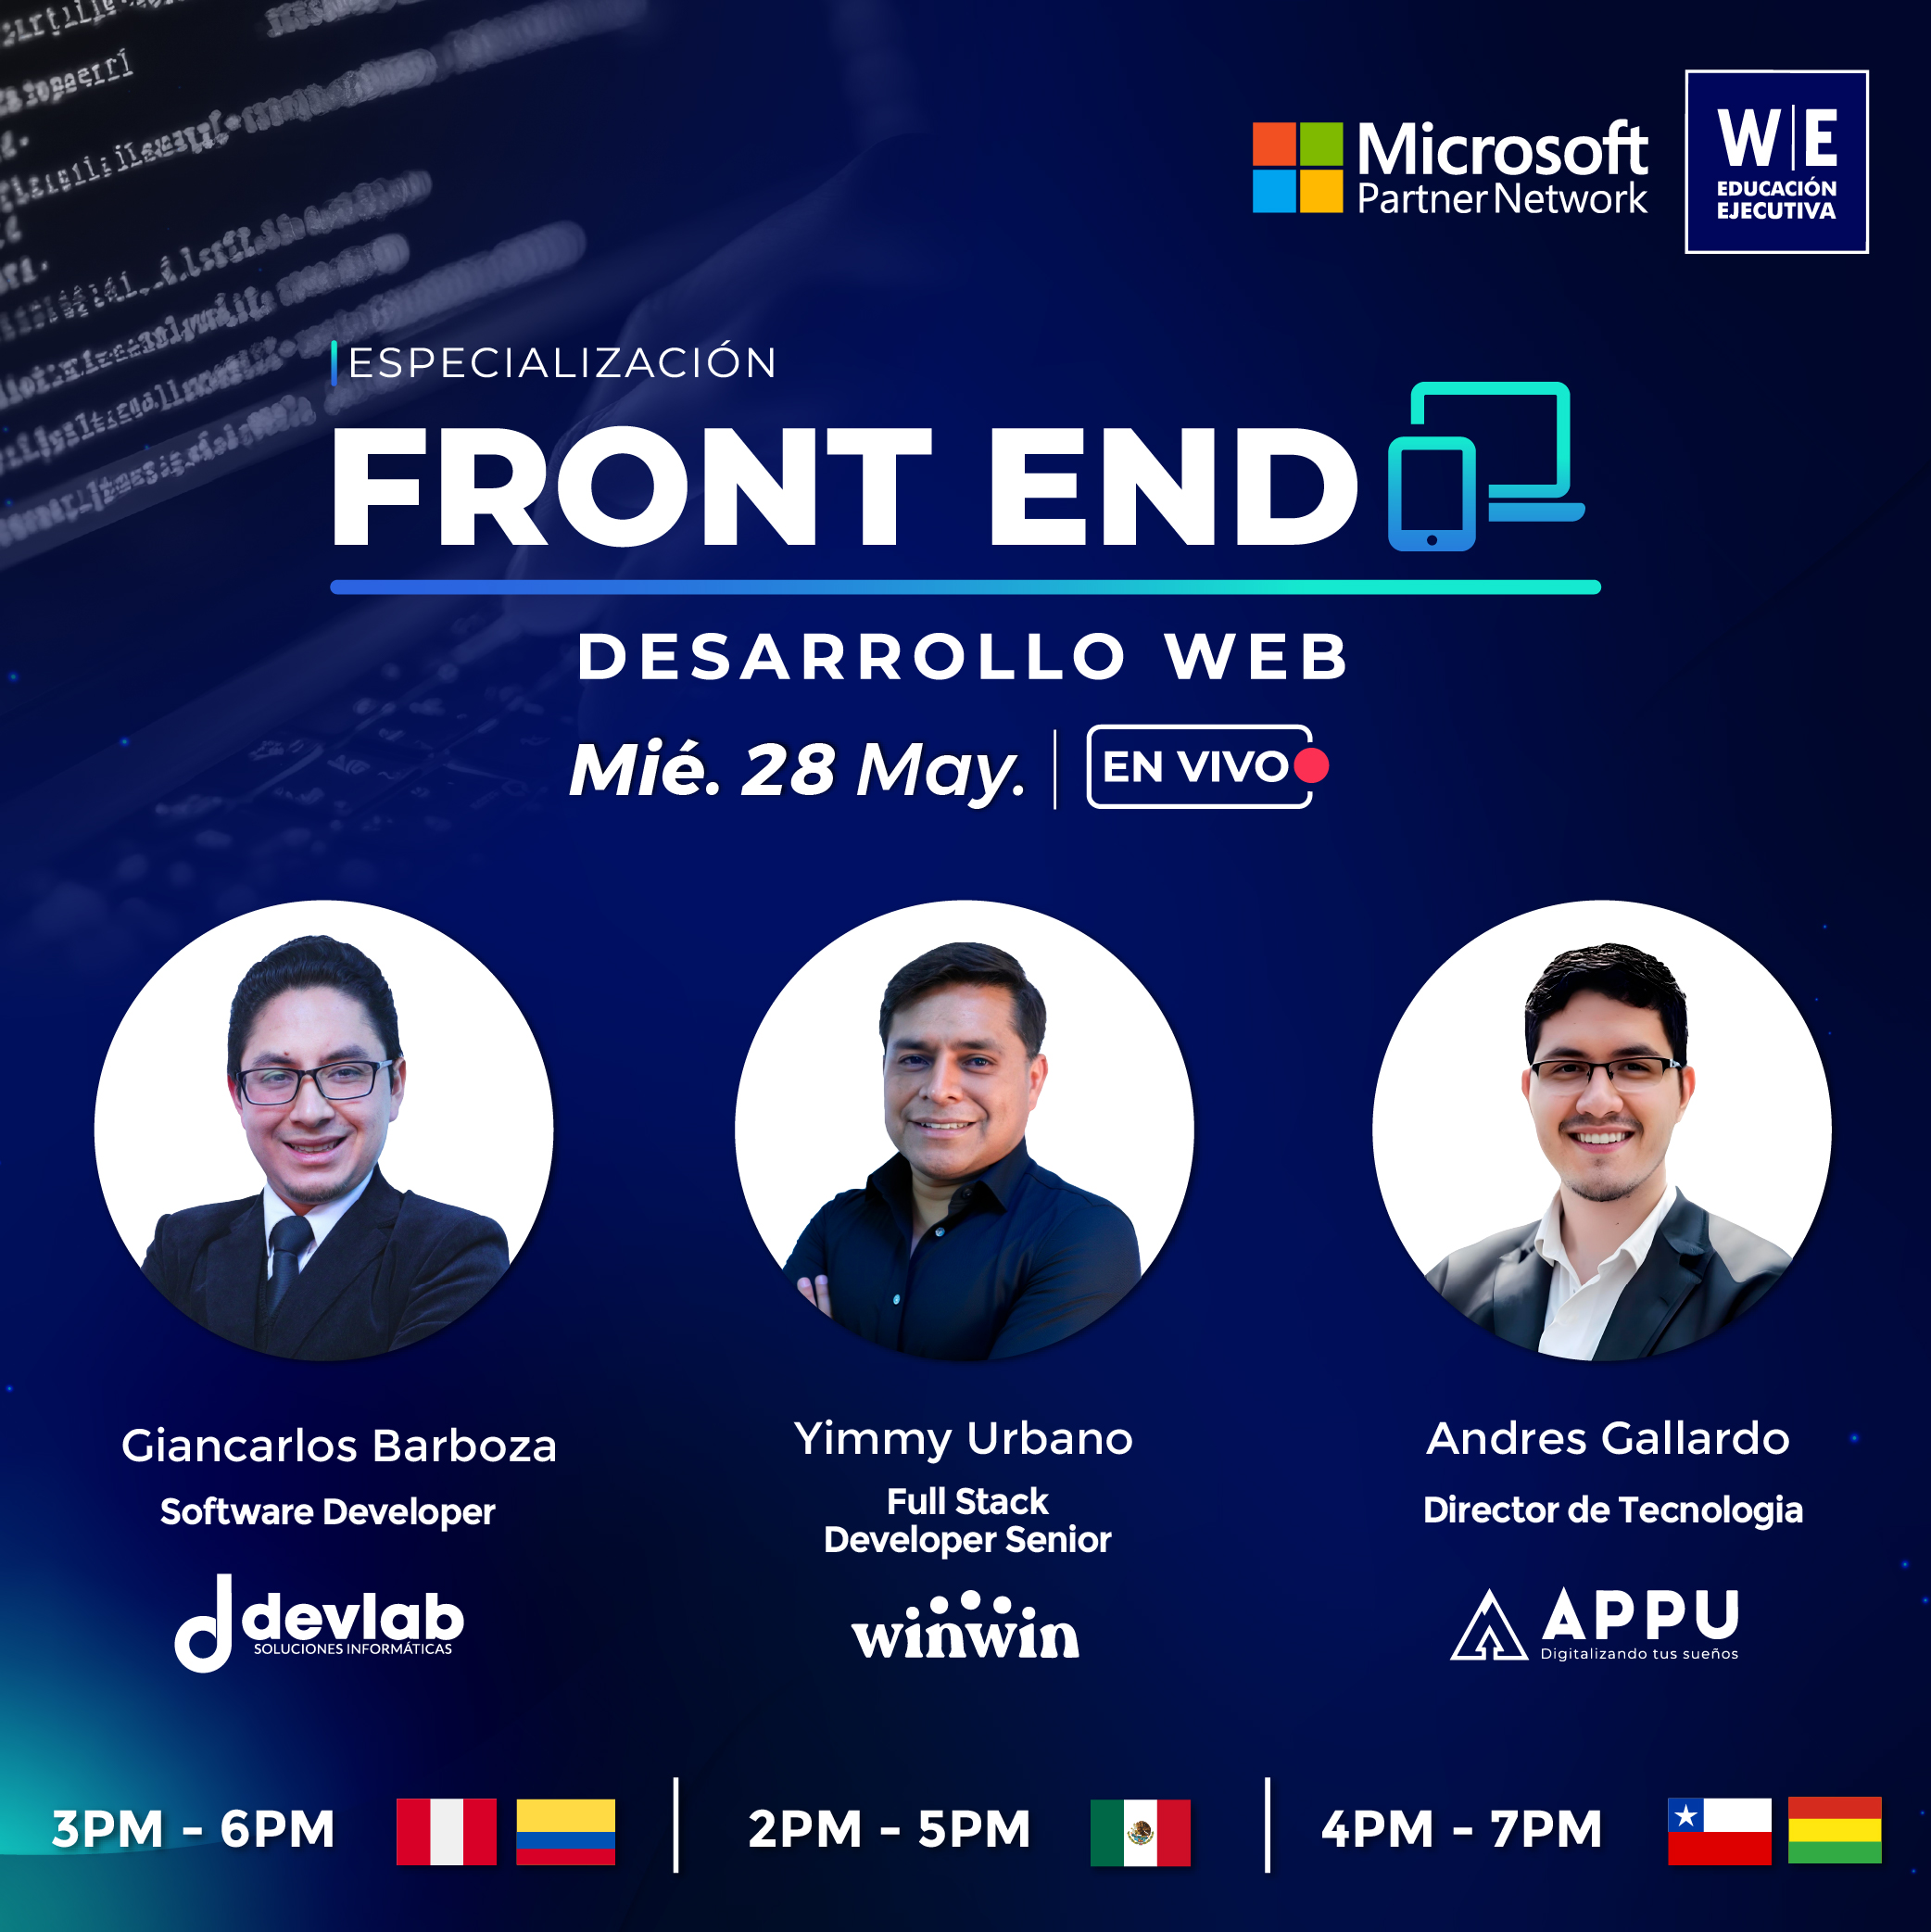 Microsoft
Partner Network
W|E
EDUCACIÓN
EJECUTIVA
ESPECIALIZACIÓN
FRONT END
DESARROLLO WEB
Mié. 28 May.
EN VIVO
Giancarlos Barboza
Software Developer
devlab
SOLUCIONES INFORMÁTICAS
Yimmy Urbano
Full Stack
Developer Senior
winwin
Andres Gallardo
Director de Tecnologia
APPU
Digitalizando tus sueños
3PM - 6PM
2PM - 5PM
4PM - 7PM